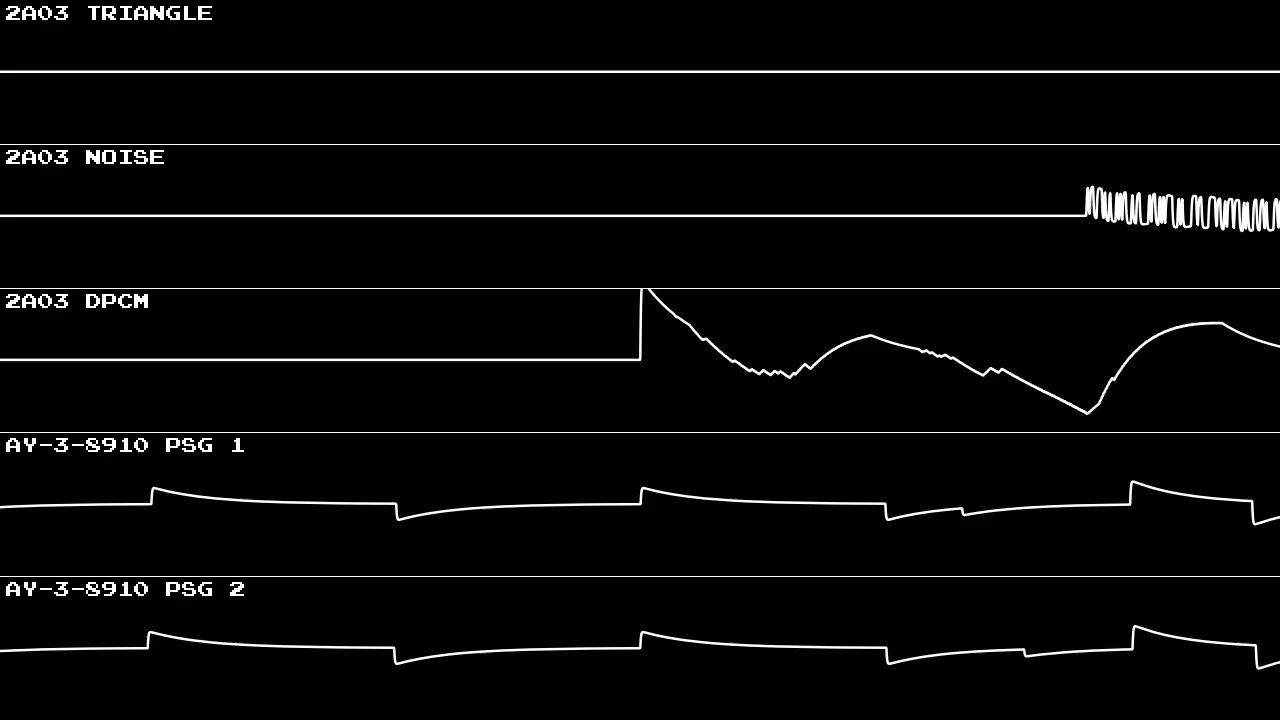 2A03 TRIANGLE
2A03 NOISE
2A03 DPCM
AY-3-8910 PSG 1
AY-3-8910 PSG 2